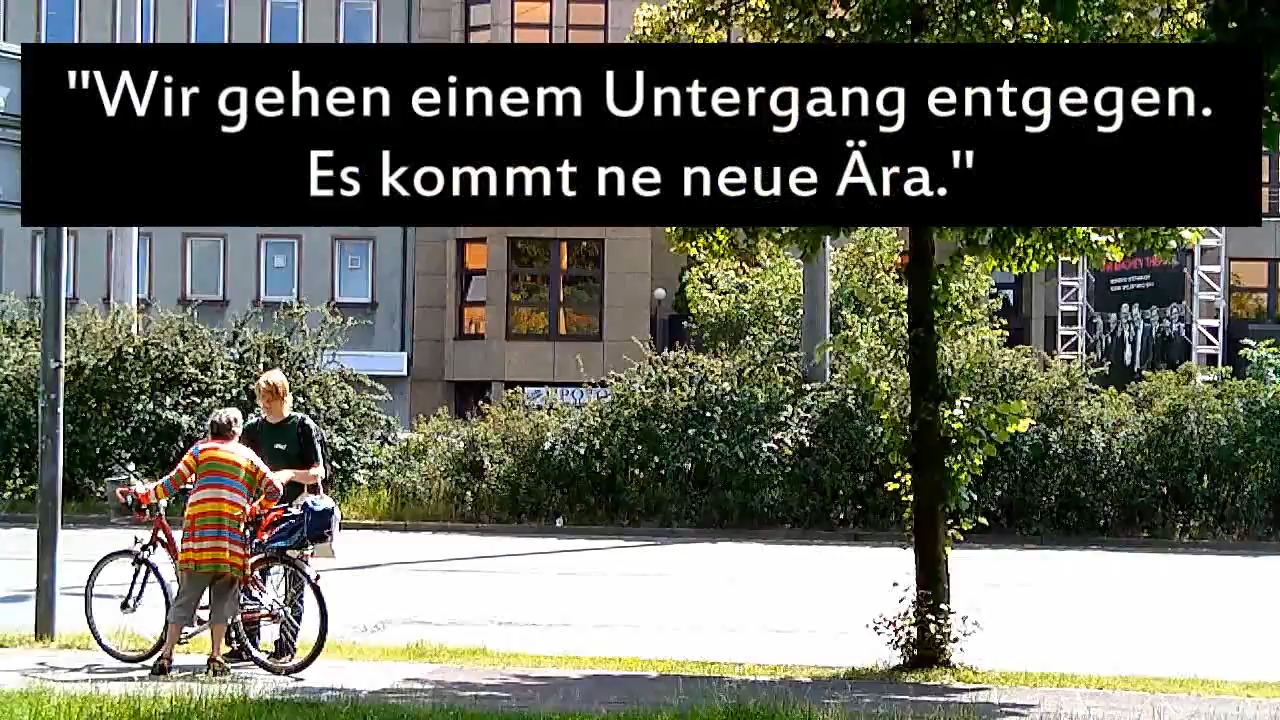 "Wir gehen einem Untergang entgegen.
Es kommt ne neue Ära."